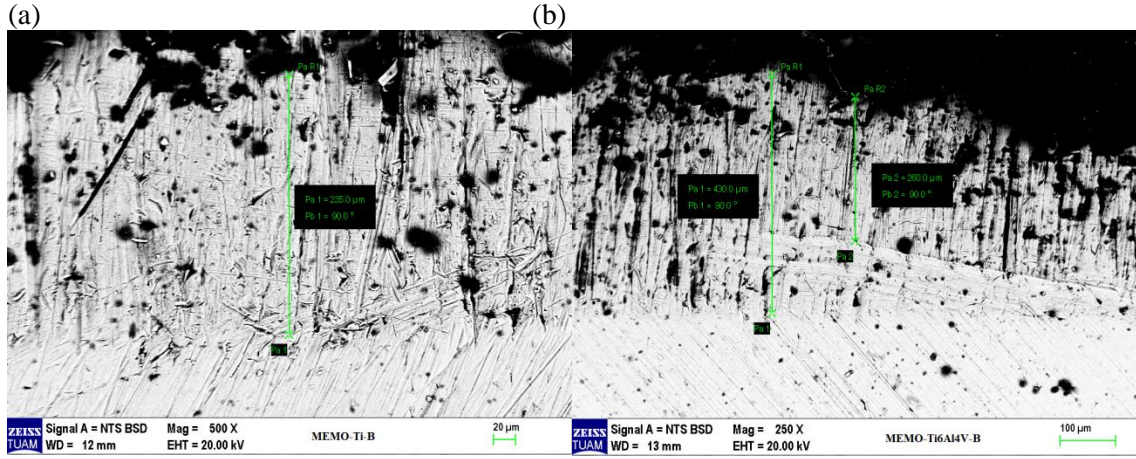 (a)
Pa R1
Pa 1 = 235.0 µm
Pb 1 = 90.0 °
Pa 1
ZEISS
TUAM
Signal A = NTS BSD
WD = 12 mm
Mag = 500 X
EHT = 20.00 kV
MEMO-Ti-B
20 µm
(b)
Pa R1
Pa R2
Pa 1 = 430.0 µm
Pb 1 = 90.0 °
Pa 2 = 260.0 µm
Pb 2 = 90.0 °
Pa 2
Pa 1
ZEISS
TUAM
Signal A = NTS BSD
WD = 13 mm
Mag = 250 X
EHT = 20.00 kV
MEMO-Ti6Al4V-B
100 µm